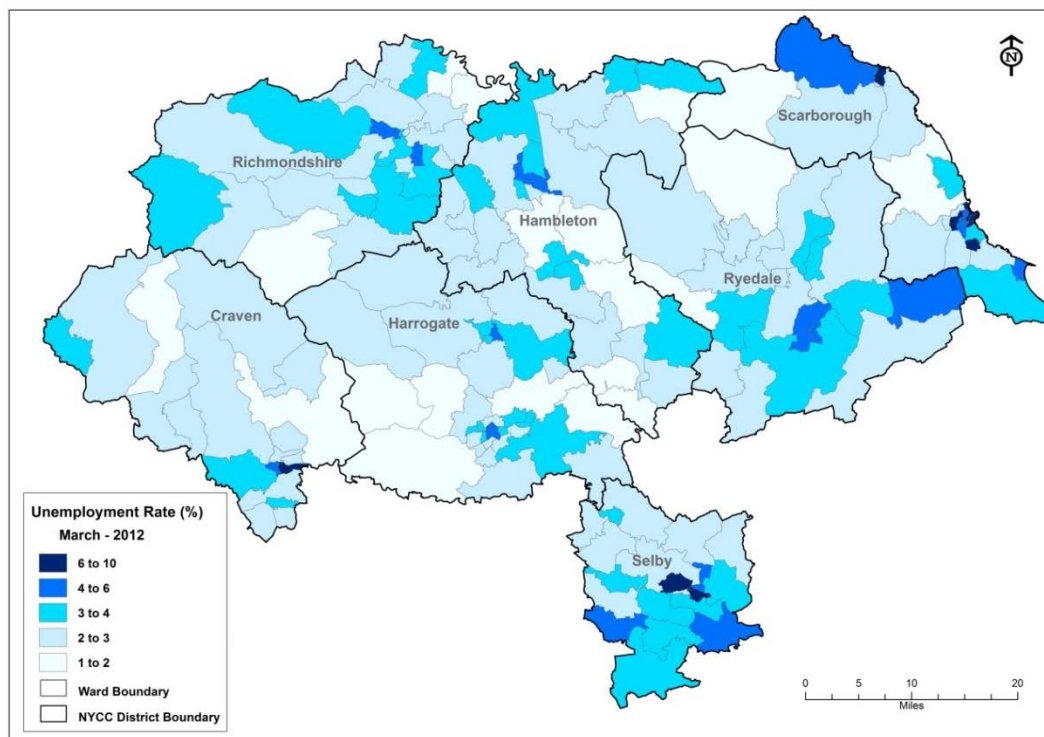 N
Scarborough
Richmondshire
Hambleton
Ryedale
Craven
Harrogate
Selby
Unemployment Rate (%)
March - 2012
6 to 10
4 to 6
3 to 4
2 to 3
1 to 2
Ward Boundary
NYCC District Boundary
0 5 10 20
Miles